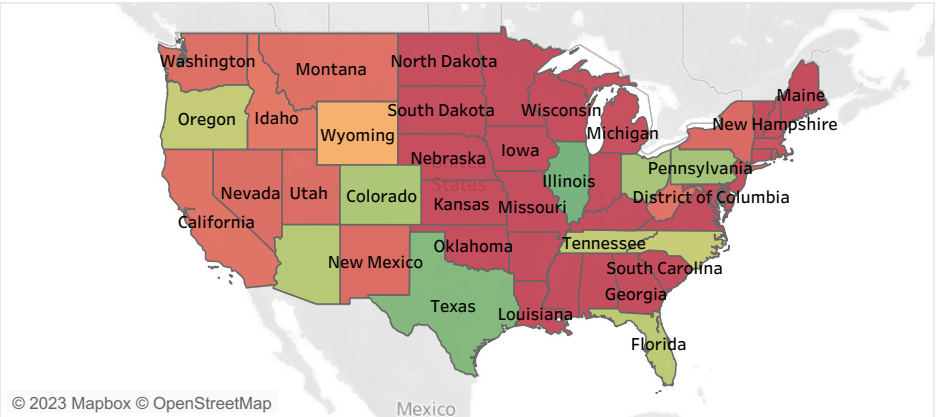 Washington
Montana
North Dakota
Maine
Oregon
Idaho
South Dakota
Wisconsin
New Hampshire
Wyoming
Michigan
Iowa
Nebraska
Pennsylvania
United
States
Nevada
Utah
Colorado
Illinois
District of Columbia
Kansas
Missouri
California
Oklahoma
Tennessee
New Mexico
South Carolina
Georgia
Texas
Louisiana
Florida
© 2023 Mapbox © OpenStreetMap
Mexico